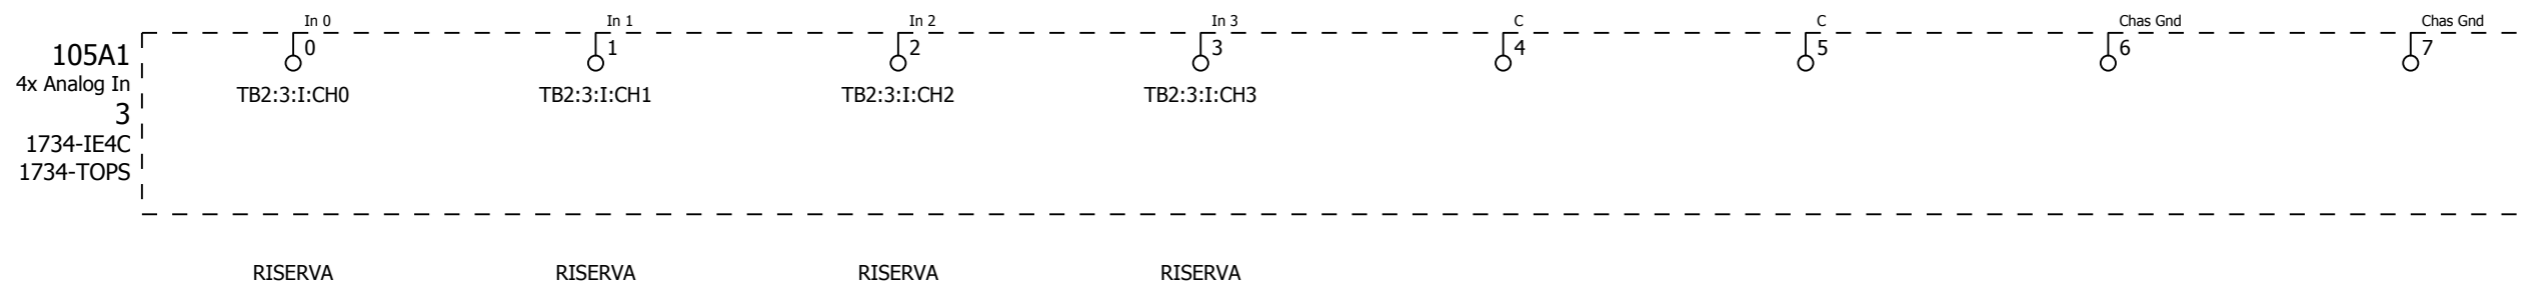 In 0 In 1 In 2 In 3 C C Chas Gnd Chas Gnd
105A1 0 1 2 3 4 5 6 7
4x Analog In TB2:3:I:CH0 TB2:3:I:CH1 TB2:3:I:CH2 TB2:3:I:CH3
3
1734-IE4C
1734-TOPS
RISERVA RISERVA RISERVA RISERVA